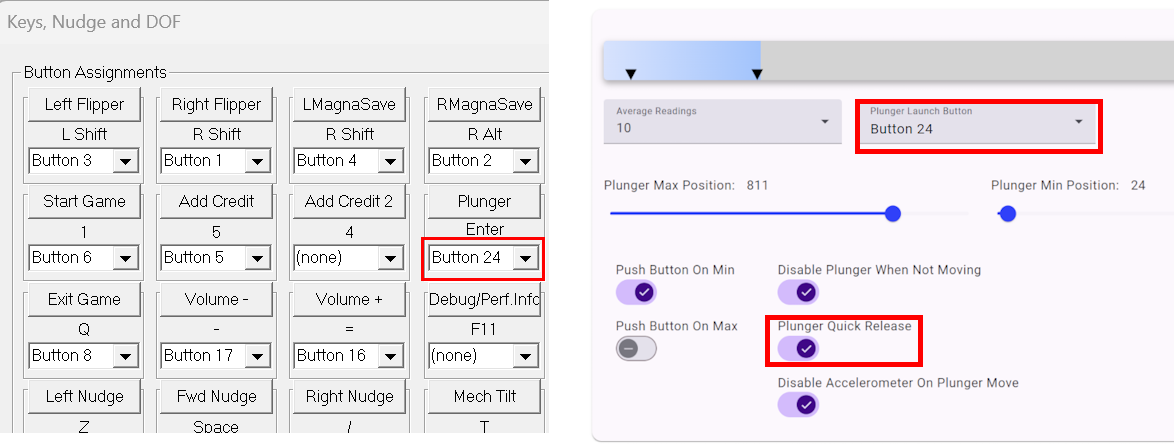 Keys, Nudge and DOF
Button Assignments
Left Flipper Right Flipper LMagnaSave RMagnaSave
L Shift R Shift R Shift R Alt
Button 3 Button 1 Button 4 Button 2
Start Game Add Credit Add Credit 2 Plunger
1 5 4 Enter
Button 6 Button 5 (none) Button 24
Exit Game Volume - Volume + Debug/Perf.Info
Q - = F11
Button 8 Button 17 Button 16 (none)
Left Nudge Fwd Nudge Right Nudge Mech Tilt
Z Space / T
Average Readings
10
Plunger Launch Button
Button 24
Plunger Max Position: 811
Plunger Min Position: 24
Push Button On Min
Disable Plunger When Not Moving
Push Button On Max
Plunger Quick Release
Disable Accelerometer On Plunger Move